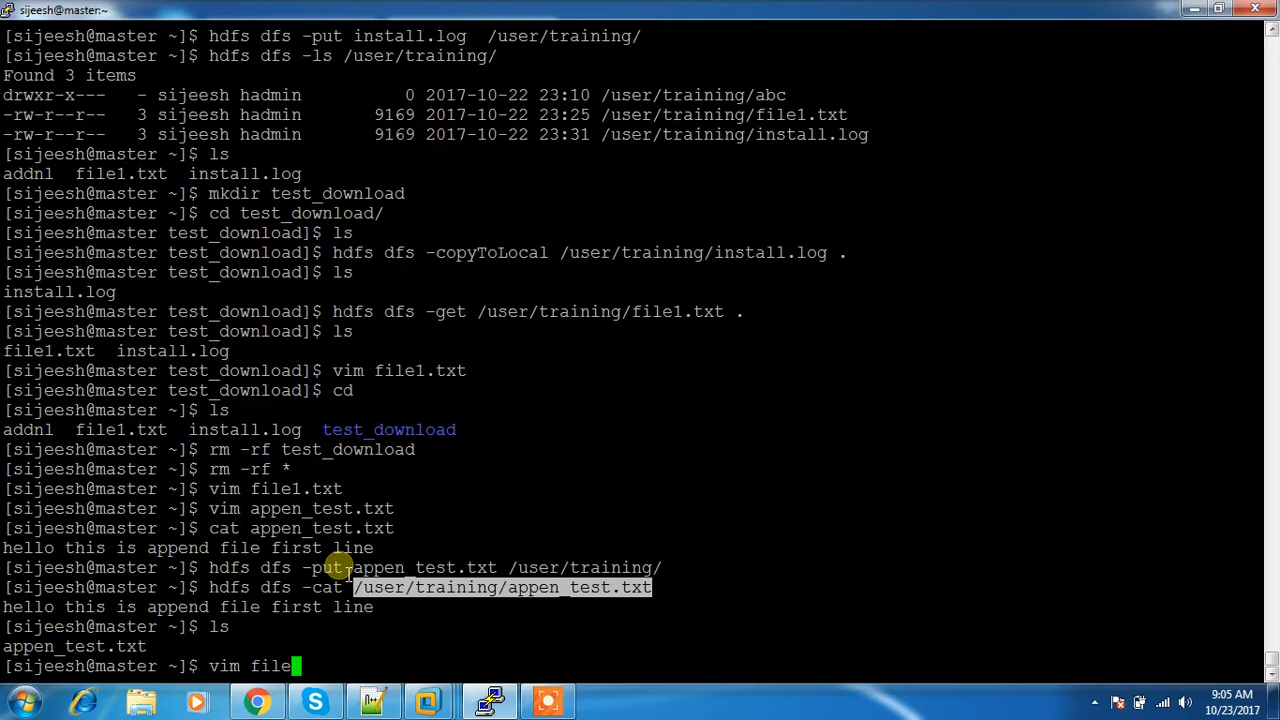 sijeesh@master:~
[sijeesh@master ~]$ hdfs dfs -put install.log  /user/training/
[sijeesh@master ~]$ hdfs dfs -ls /user/training/
Found 3 items
drwxr-x---   - sijeesh hadmin          0 2017-10-22 23:10 /user/training/abc
-rw-r--r--   3 sijeesh hadmin       9169 2017-10-22 23:25 /user/training/file1.txt
-rw-r--r--   3 sijeesh hadmin       9169 2017-10-22 23:31 /user/training/install.log
[sijeesh@master ~]$ ls
addnl  file1.txt  install.log
[sijeesh@master ~]$ mkdir test_download
[sijeesh@master ~]$ cd test_download/
[sijeesh@master test_download]$ ls
[sijeesh@master test_download]$ hdfs dfs -copyToLocal /user/training/install.log .
[sijeesh@master test_download]$ ls
install.log
[sijeesh@master test_download]$ hdfs dfs -get /user/training/file1.txt .
[sijeesh@master test_download]$ ls
file1.txt  install.log
[sijeesh@master test_download]$ vim file1.txt
[sijeesh@master test_download]$ cd
[sijeesh@master ~]$ ls
addnl  file1.txt  install.log  test_download
[sijeesh@master ~]$ rm -rf test_download
[sijeesh@master ~]$ rm -rf *
[sijeesh@master ~]$ vim file1.txt
[sijeesh@master ~]$ vim appen_test.txt
[sijeesh@master ~]$ cat appen_test.txt
hello this is append file first line
[sijeesh@master ~]$ hdfs dfs -put appen_test.txt /user/training/
[sijeesh@master ~]$ hdfs dfs -cat /user/training/appen_test.txt
hello this is append file first line
[sijeesh@master ~]$ ls
appen_test.txt
[sijeesh@master ~]$ vim file
9:05 AM
10/23/2017